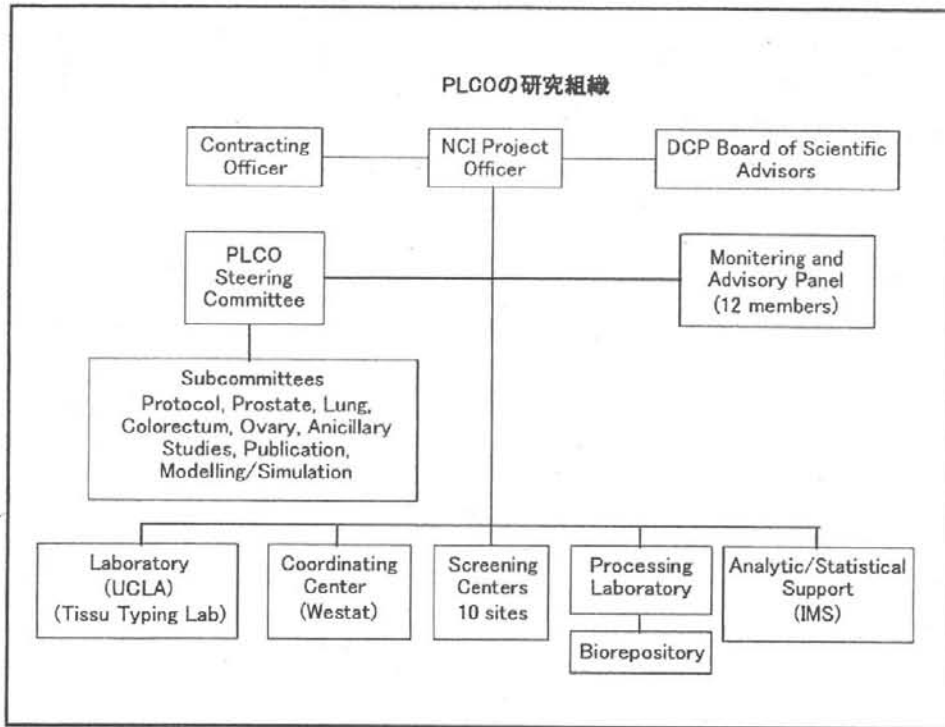 PLCOの研究組織
Contracting
Officer
NCI Project
Officer
DCP Board of Scientific
Advisors
PLCO
Steering
Committee
Monitering and
Advisory Panel
(12 members)
Subcommittees
Protocol, Prostate, Lung,
Colorectum, Ovary, Anicillary
Studies, Publication,
Modelling/Simulation
Laboratory
(UCLA)
(Tissu Typing Lab)
Coordinating
Center
(Westat)
Screening
Centers
10 sites
Processing
Laboratory
Biorepository
Analytic/Statistical
Support
(IMS)